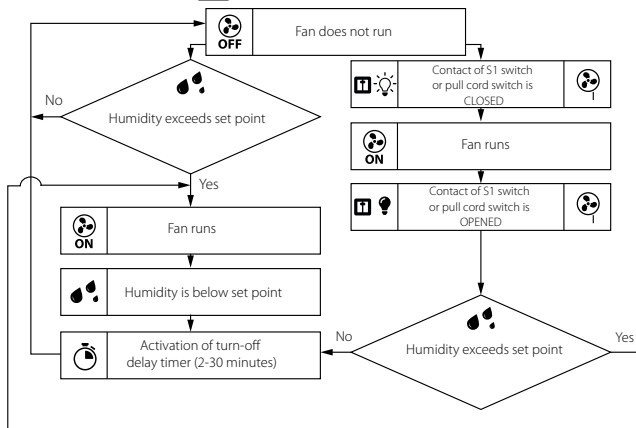 OFF
Fan does not run
No
Humidity exceeds set point
Yes
ON
Fan runs
Humidity is below set point
Activation of turn-off
delay timer (2-30 minutes)
Contact of S1 switch
or pull cord switch is
CLOSED
ON
Fan runs
Contact of S1 switch
or pull cord switch is
OPENED
No
Humidity exceeds set point
Yes